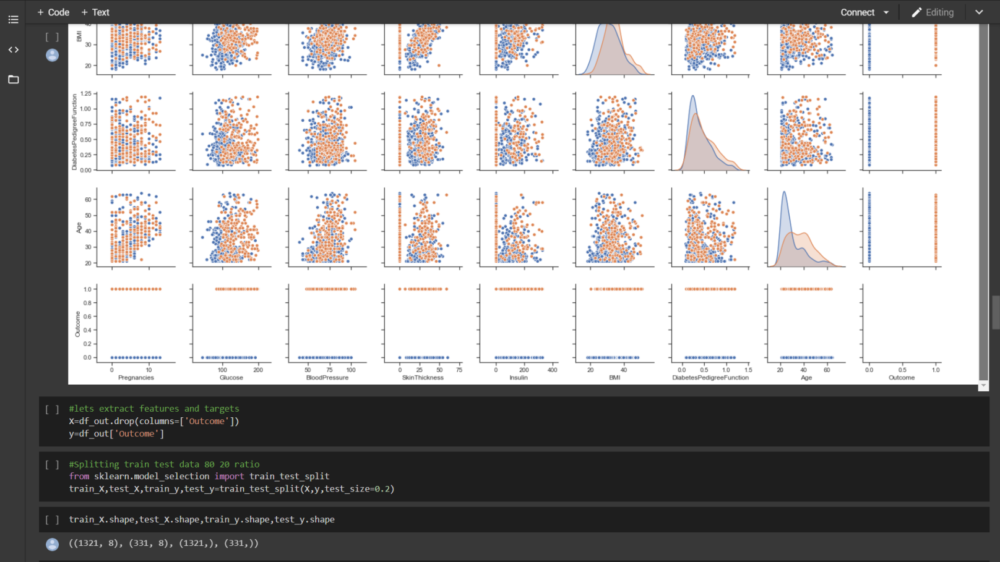 + Code + Text Connect Editing
[ ]
BMI
40
30
20
DiabetesPedigreeFunction
1.25
1.00
0.75
0.50
0.25
0.00
Age
60
50
40
30
20
Outcome
1.0
0.8
0.6
0.4
0.2
0.0
0 10 100 200 50 75 100 0 25 50 75 0 200 400 20 40 0.0 0.5 1.0 1.5 20 40 60 0.0 0.5 1.0
Pregnancies Glucose BloodPressure SkinThickness Insulin BMI DiabetesPedigreeFunction Age Outcome
[ ] #lets extract features and targets
X=df_out.drop(columns=['Outcome'])
y=df_out['Outcome']
[ ] #Splitting train test data 80 20 ratio
from sklearn.model_selection import train_test_split
train_X,test_X,train_y,test_y=train_test_split(X,y,test_size=0.2)
[ ] train_X.shape,test_X.shape,train_y.shape,test_y.shape
((1321, 8), (331, 8), (1321,), (331,))